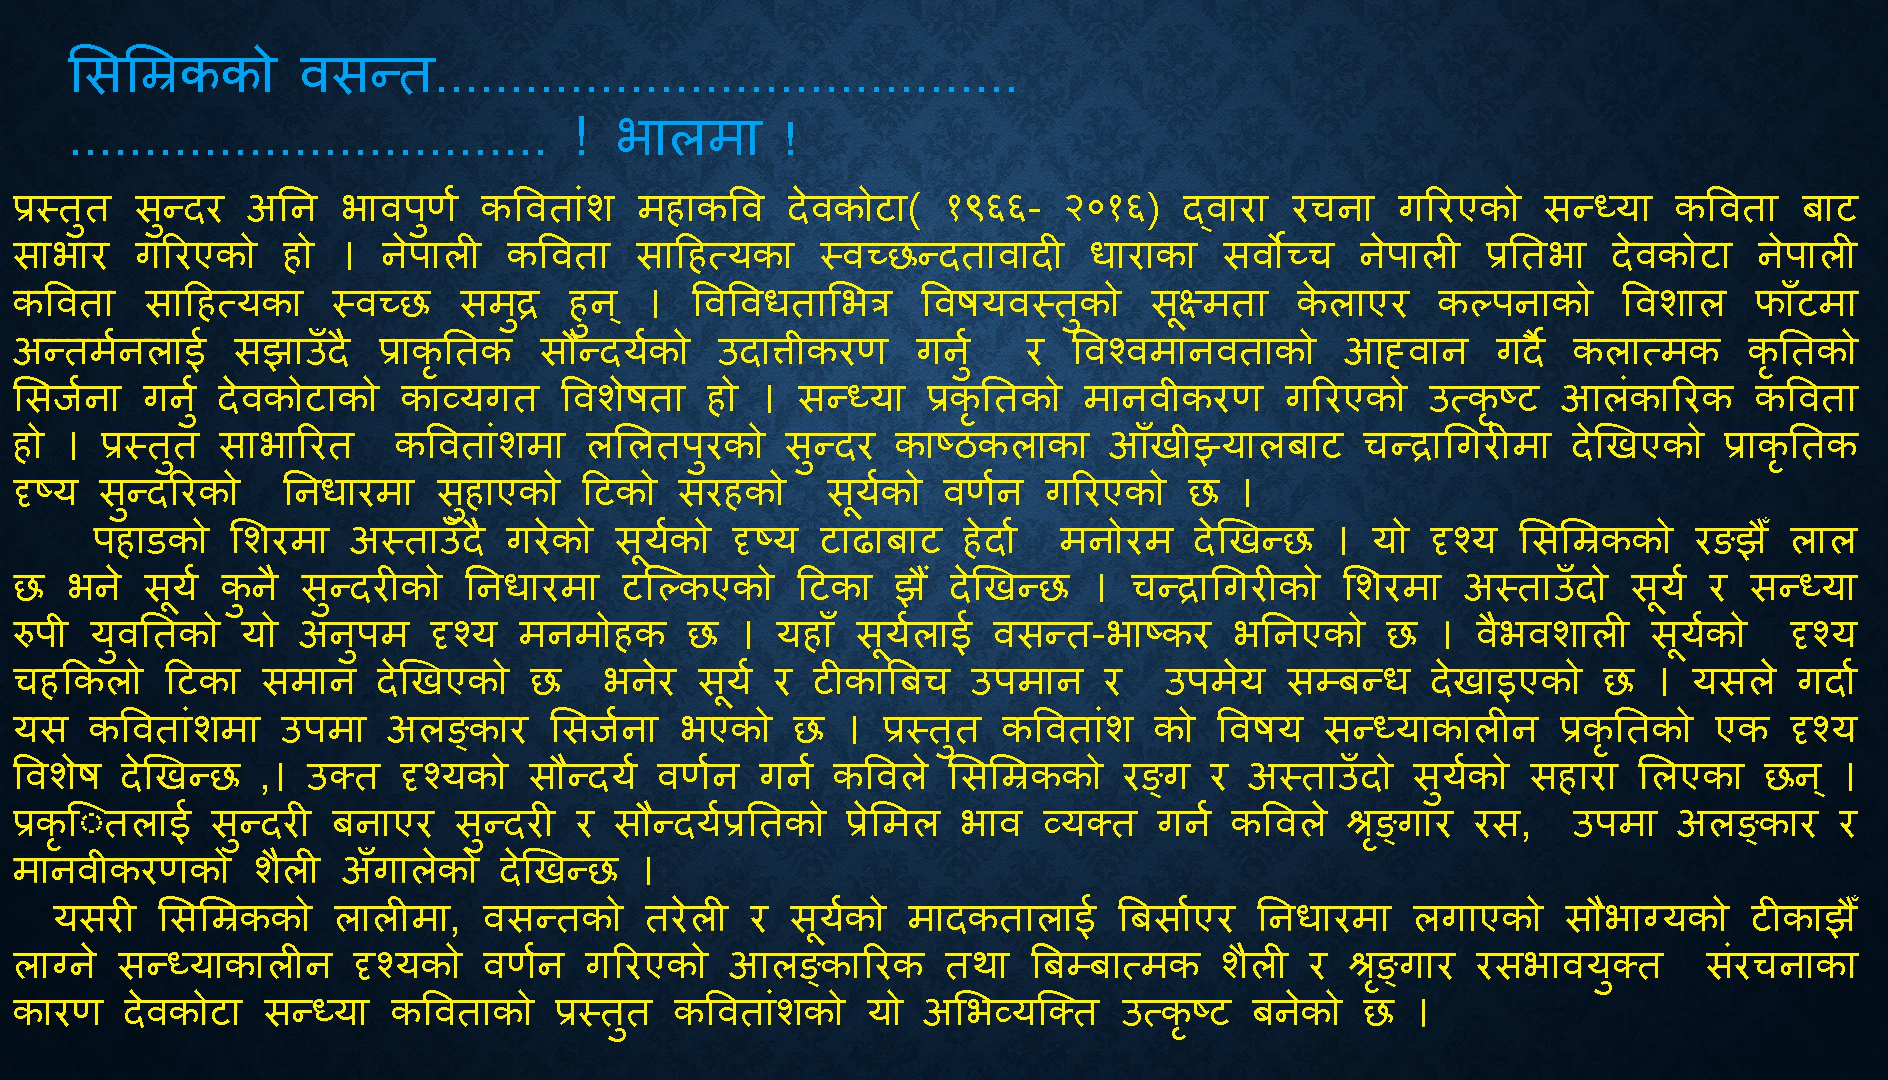 सिम्रिकको वसन्त.......................................
................................ ! भालमा !
प्रस्तुत सुन्दर अनि भावपुर्ण कवितांश महाकवि देवकोटा( १९६६- २०१६) द्वारा रचना गरिएको सन्ध्या कविता बाट
साभार गरिएको हो । नेपाली कविता साहित्यका स्वच्छन्दतावादी धाराका सर्वोच्च नेपाली प्रतिभा देवकोटा नेपाली
कविता साहित्यका स्वच्छ समुद्र हुन् । विविधताभित्र विषयवस्तुको सूक्ष्मता केलाएर कल्पनाको विशाल फाँटमा
अन्तर्मनलाई सझाउँदै प्राकृतिक सौन्दर्यको उदात्तीकरण गर्नु र विश्वमानवताको आह्वान गर्दै कलात्मक कृतिको
सिर्जना गर्नु देवकोटाको काव्यगत विशेषता हो । सन्ध्या प्रकृतिको मानवीकरण गरिएको उत्कृष्ट आलंकारिक कविता
हो । प्रस्तुत साभारित कवितांशमा ललितपुरको सुन्दर काष्ठकलाका आँखीझ्यालबाट चन्द्रागिरीमा देखिएको प्राकृतिक
दृष्य सुन्दरिको निधारमा सुहाएको टिको सरहको सूर्यको वर्णन गरिएको छ ।
पहाडको शिरमा अस्ताउँदै गरेको सूर्यको दृष्य टाढाबाट हेर्दा मनोरम देखिन्छ । यो दृश्य सिम्रिकको रङझैँ लाल
छ भने सूर्य कुनै सुन्दरीको निधारमा टल्किएको टिका झैं देखिन्छ । चन्द्रागिरीको शिरमा अस्ताउँदो सूर्य र सन्ध्या
रुपी युवतिको यो अनुपम दृश्य मनमोहक छ । यहाँ सूर्यलाई वसन्त-भाष्कर भनिएको छ । वैभवशाली सूर्यको दृश्य
चहकिलो टिका समान देखिएको छ भनेर सूर्य र टीकाबिच उपमान र उपमेय सम्बन्ध देखाइएको छ । यसले गर्दा
यस कवितांशमा उपमा अलङ्कार सिर्जना भएको छ । प्रस्तुत कवितांश को विषय सन्ध्याकालीन प्रकृतिको एक दृश्य
विशेष देखिन्छ ,। उक्त दृश्यको सौन्दर्य वर्णन गर्न कविले सिम्रिकको रङ्ग र अस्ताउँदो सुर्यको सहारा लिएका छन् ।
प्रकृितलाई सुन्दरी बनाएर सुन्दरी र सौन्दर्यप्रतिको प्रेमिल भाव व्यक्त गर्न कविले श्रृङ्गार रस, उपमा अलङ्कार र
मानवीकरणको शैली अँगालेको देखिन्छ ।
यसरी सिम्रिकको लालीमा, वसन्तको तरेली र सूर्यको मादकतालाई बिर्साएर निधारमा लगाएको सौभाग्यको टीकाझैँ
लाग्ने सन्ध्याकालीन दृश्यको वर्णन गरिएको आलङ्कारिक तथा बिम्बात्मक शैली र श्रृङ्गार रसभावयुक्त संरचनाका
कारण देवकोटा सन्ध्या कविताको प्रस्तुत कवितांशको यो अभिव्यक्ति उत्कृष्ट बनेको छ ।